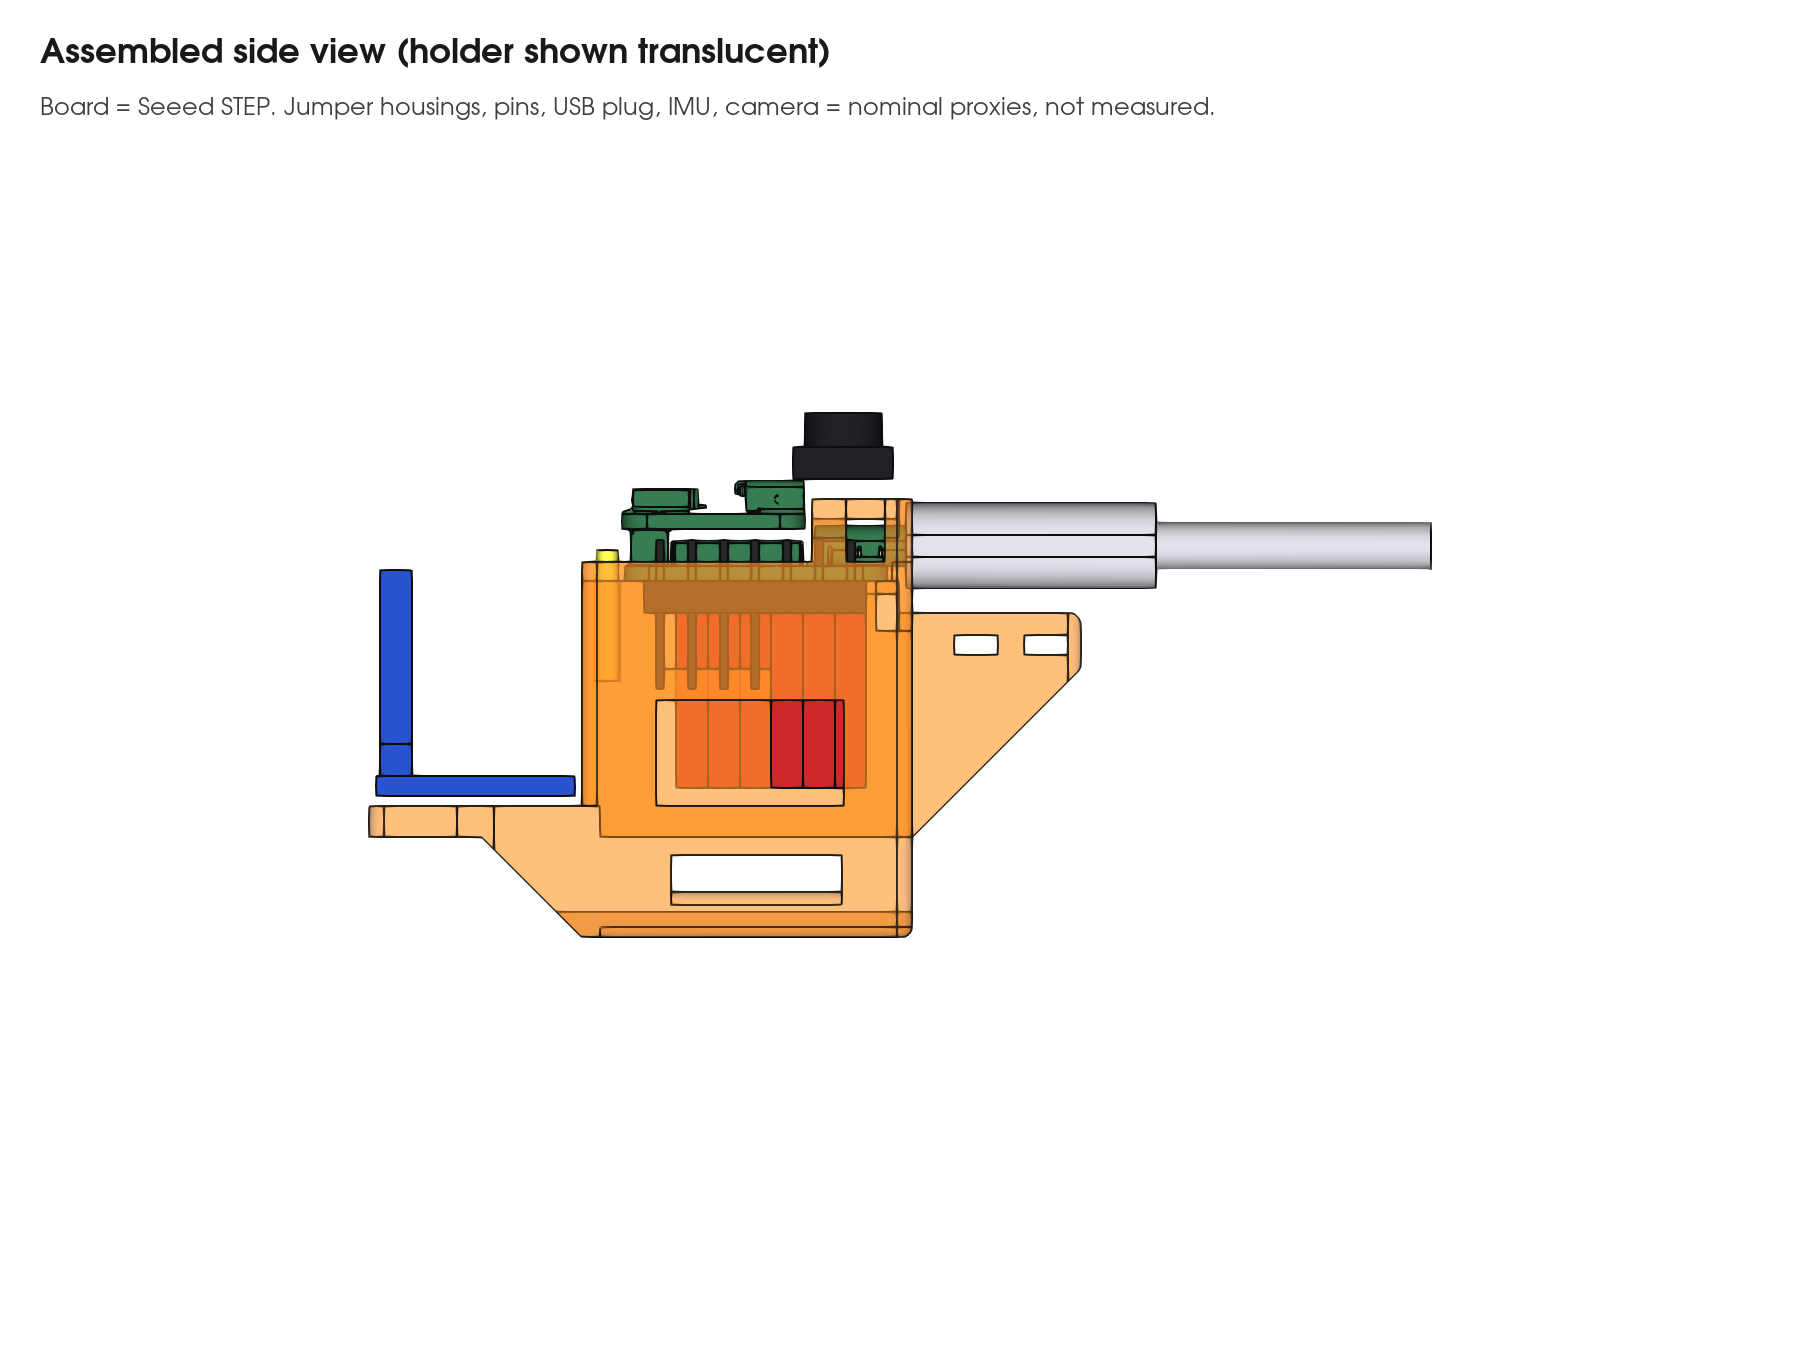 Assembled side view (holder shown translucent)
Board = Seeed STEP. Jumper housings, pins, USB plug, IMU, camera = nominal proxies, not measured.